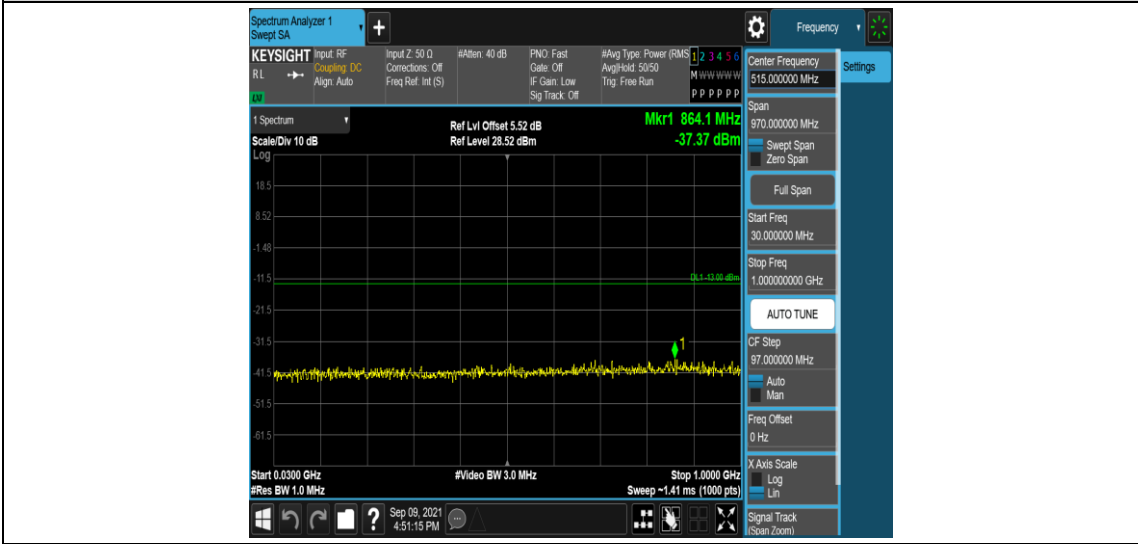 Spectrum Analyzer 1
Swept SA
+
Frequency
KEYSIGHT
R L
LM
Input: RF
Coupling: DC
Align: Auto
Input Z: 50 Ω
Corrections: Off
Freq Ref: Int (S)
#Atten: 40 dB
PNO: Fast
Gate: Off
IF Gain: Low
Sig Track: Off
#Avg Type: Power (RMS
Avg|Hold: 50/50
Trig: Free Run
1 2 3 4 5 6
M W W W W W
P P P P P P
1 Spectrum
Scale/Div 10 dB
Log
Ref Lvl Offset 5.52 dB
Ref Level 28.52 dBm
Mkr1 864.1 MHz
-37.37 dBm
18.5
8.52
-1.48
-11.5
DL1 -13.00 dBm
-21.5
-31.5
1
-41.5
-51.5
-61.5
Start 0.0300 GHz
#Res BW 1.0 MHz
#Video BW 3.0 MHz
Stop 1.0000 GHz
Sweep ~1.41 ms (1000 pts)
?
Sep 09, 2021
4:51:15 PM
Center Frequency
515.000000 MHz
Span
970.000000 MHz
Swept Span
Zero Span
Full Span
Start Freq
30.000000 MHz
Stop Freq
1.000000000 GHz
AUTO TUNE
CF Step
97.000000 MHz
Auto
Man
Freq Offset
0 Hz
X Axis Scale
Log
Lin
Signal Track
(Span Zoom)
Settings